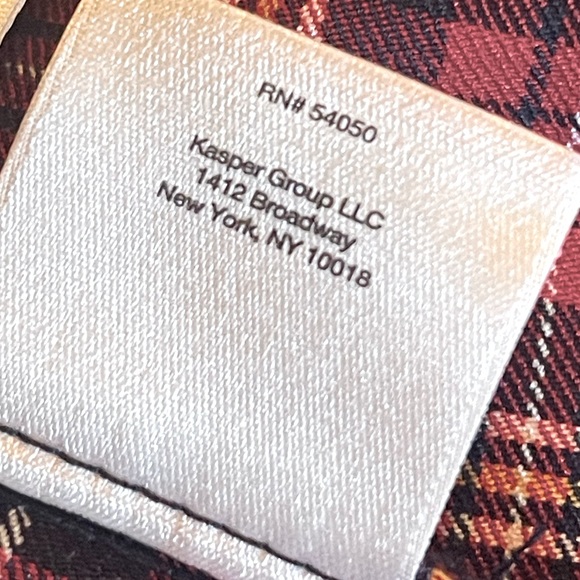 RN# 54050
Kasper Group LLC
1412 Broadway
New York, NY 10018